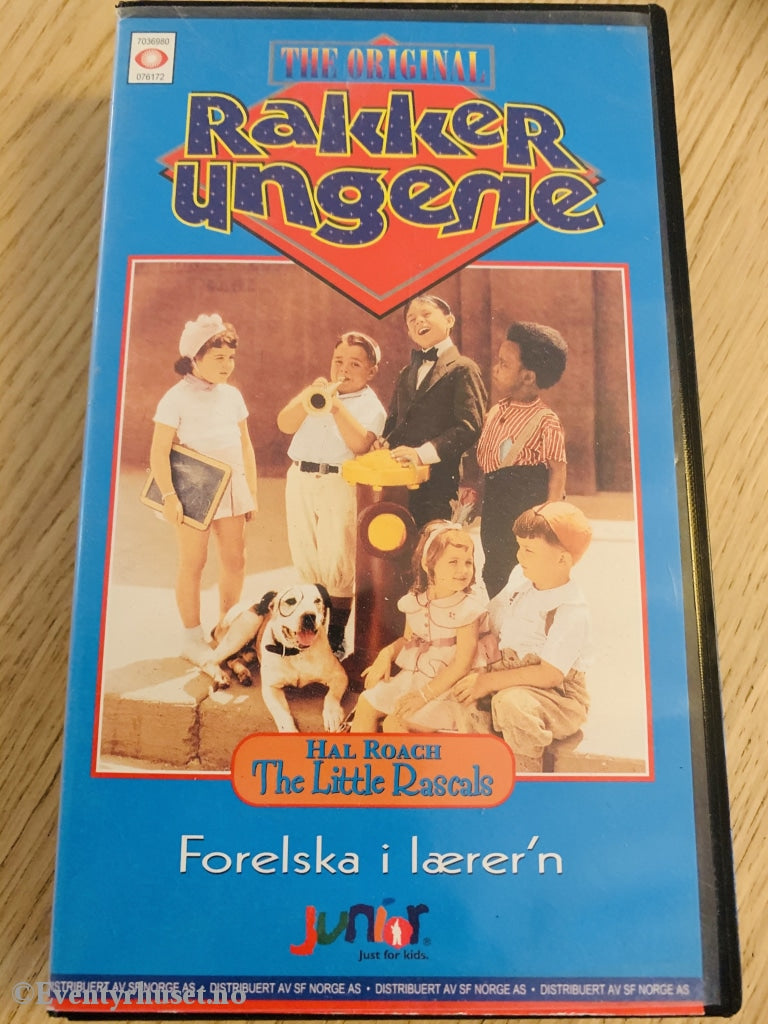 7036980
076172
THE ORIGINAL
Rakker
ungene
HAL ROACH
The Little Rascals
Forelska i lærer'n
junior®
Just for kids.
DISTRIBUERT AV SF NORGE AS • DISTRIBUERT AV SF NORGE AS • DISTRIBUERT AV SF NORGE AS
©Eventyrhuset.no